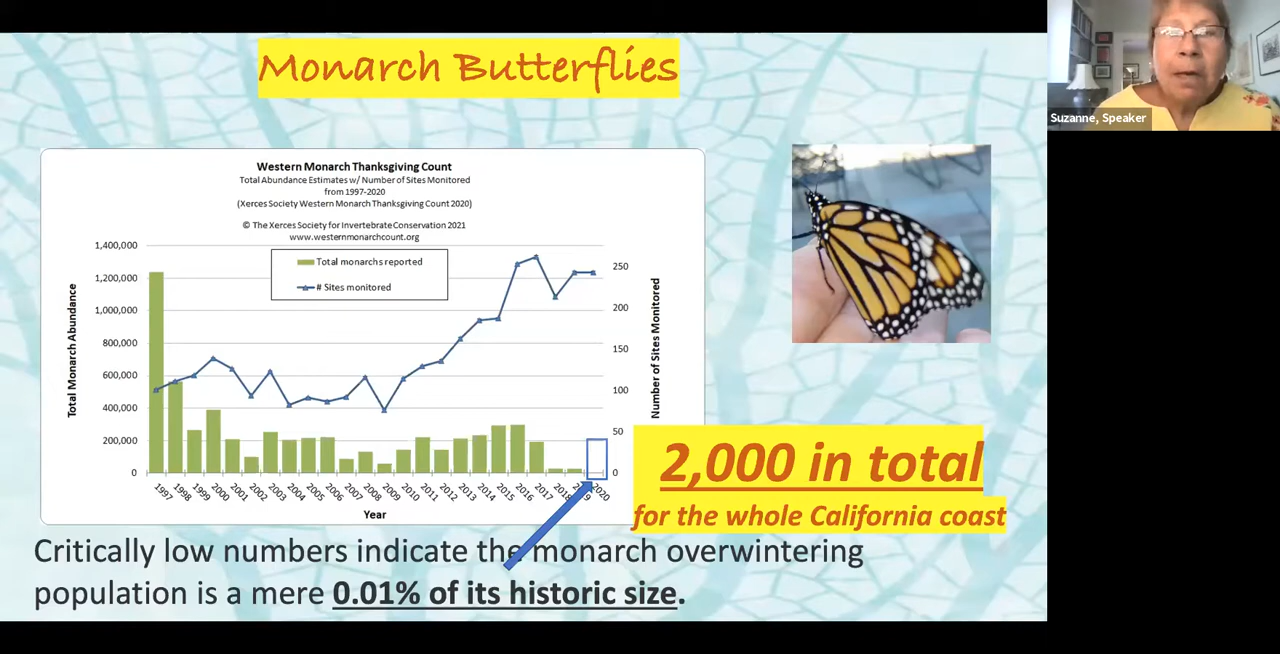 Monarch Butterflies
Suzanne, Speaker
Western Monarch Thanksgiving Count
Total Abundance Estimates w/ Number of Sites Monitored
from 1997-2020
(Xerces Society Western Monarch Thanksgiving Count 2020)
© The Xerces Society for Invertebrate Conservation 2021
www.westernmonarchcount.org
Total monarchs reported
# Sites monitored
Total Monarch Abundance
1,400,000
1,200,000
1,000,000
800,000
600,000
400,000
200,000
0
250
200
150
100
50
0
Number of Sites Monitored
1997
1998
1999
2000
2001
2002
2003
2004
2005
2006
2007
2008
2009
2010
2011
2012
2013
2014
2015
2016
2017
2018
2019
2020
Year
2,000 in total
for the whole California coast
Critically low numbers indicate the monarch overwintering
population is a mere 0.01% of its historic size.